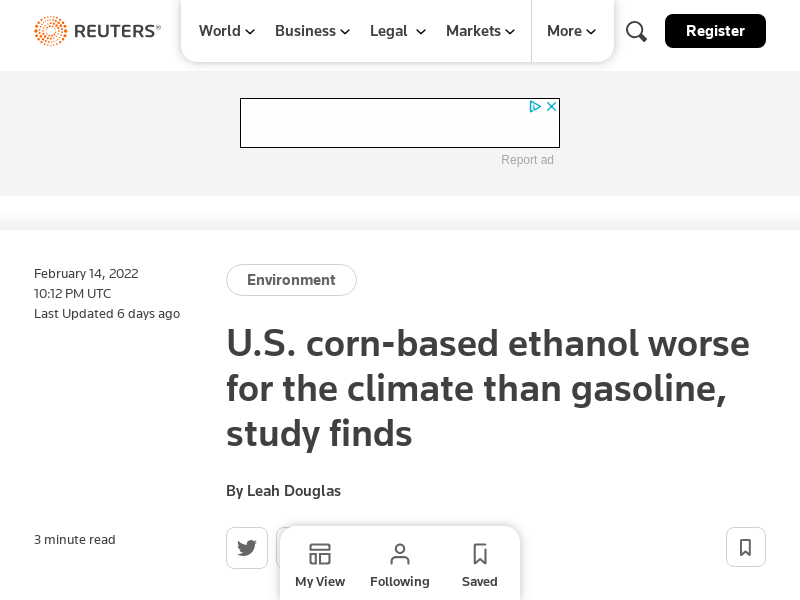 REUTERS®
World
Business
Legal
Markets
More
Register
Report ad
February 14, 2022
10:12 PM UTC
Last Updated 6 days ago
Environment
U.S. corn-based ethanol worse
for the climate than gasoline,
study finds
By Leah Douglas
3 minute read
My View
Following
Saved